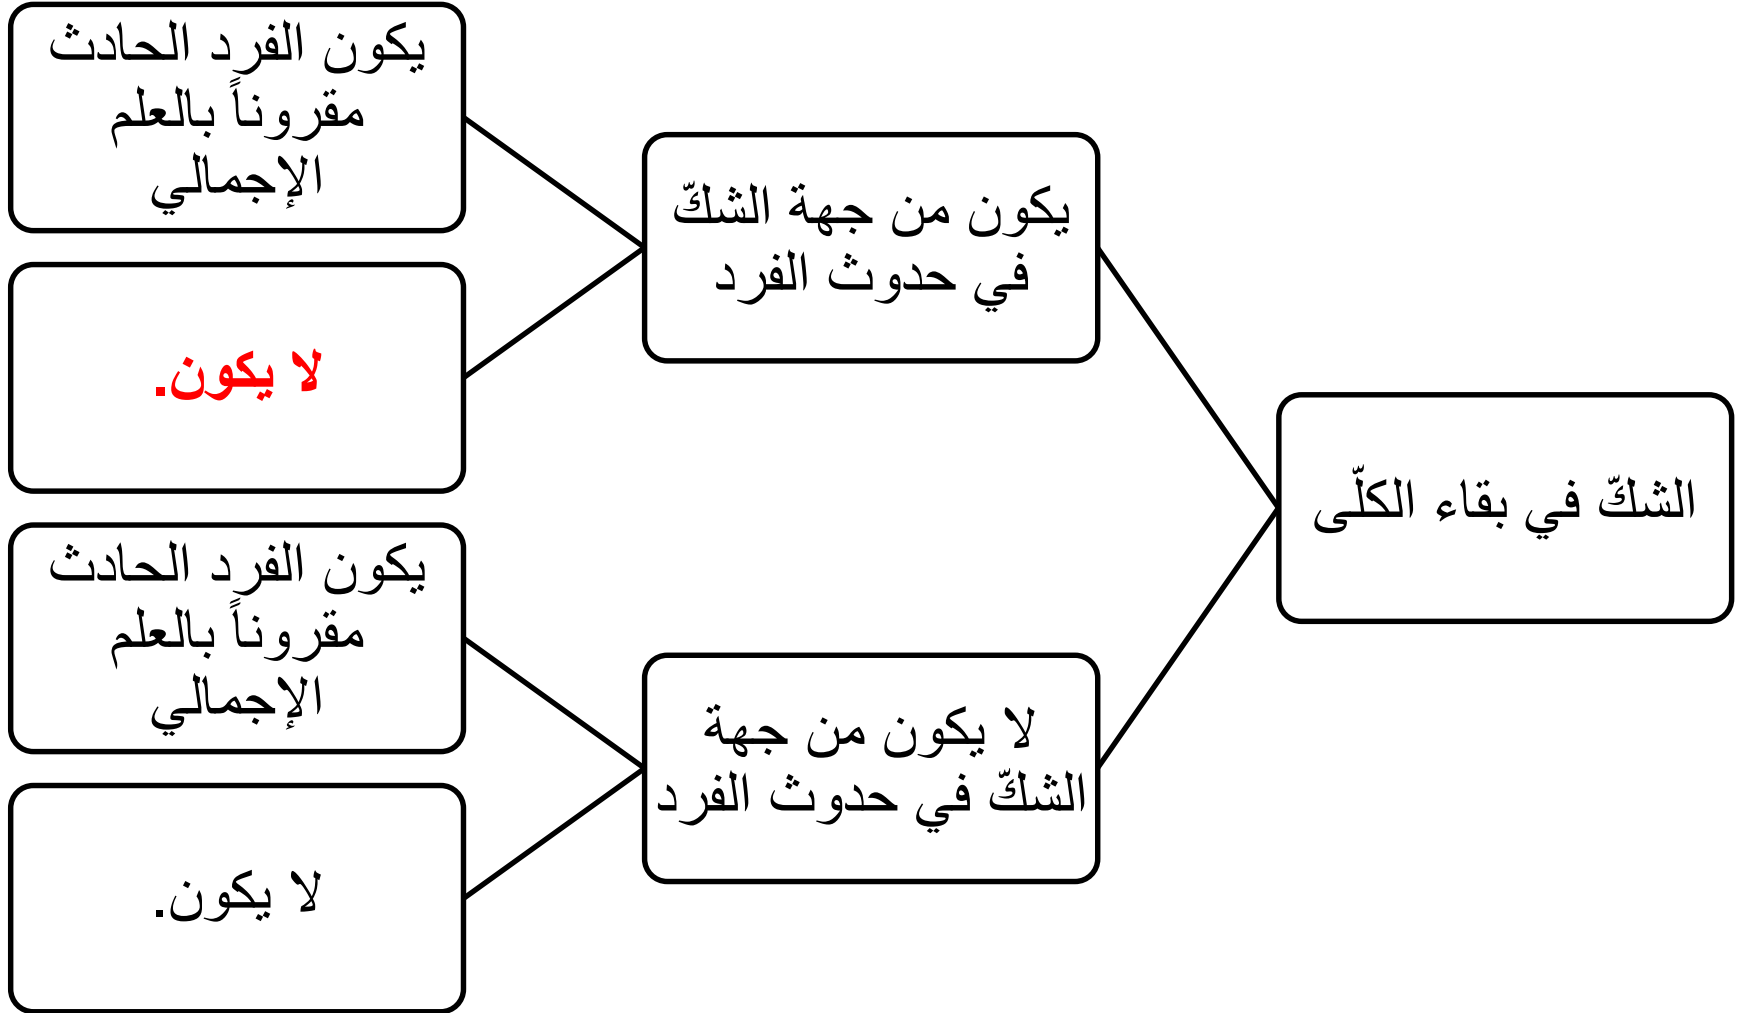 الشكّ في بقاء الكلّى
يكون من جهة الشكّ
في حدوث الفرد
يكون الفرد الحادث
مقروناً بالعلم
الإجمالي
لا يكون.
لا يكون من جهة
الشكّ في حدوث الفرد
يكون الفرد الحادث
مقروناً بالعلم
الإجمالي
لا يكون.